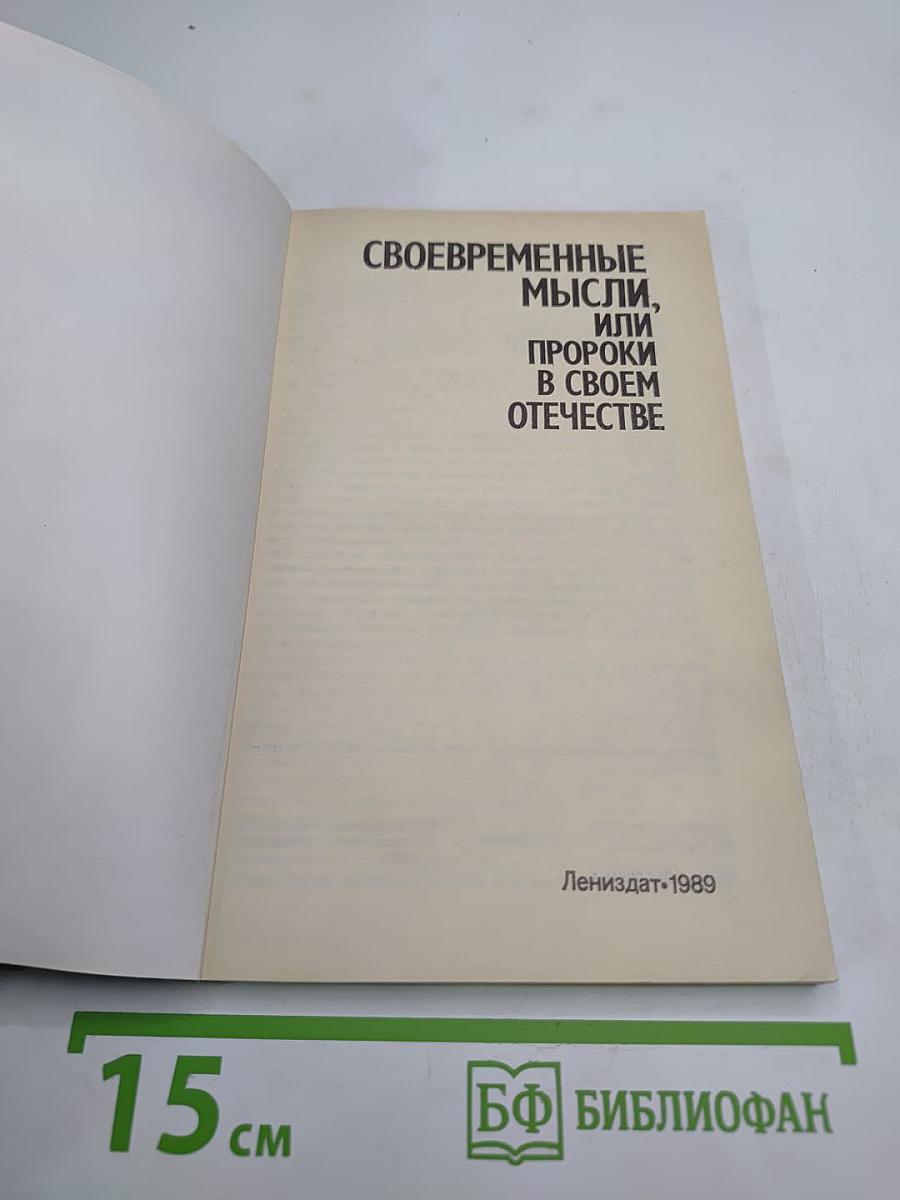 СВОЕВРЕМЕННЫЕ
МЫСЛИ,
ИЛИ
ПРОРОКИ
В СВОЕМ
ОТЕЧЕСТВЕ
Лениздат•1989
15 см
БФ БИБЛИОФАН